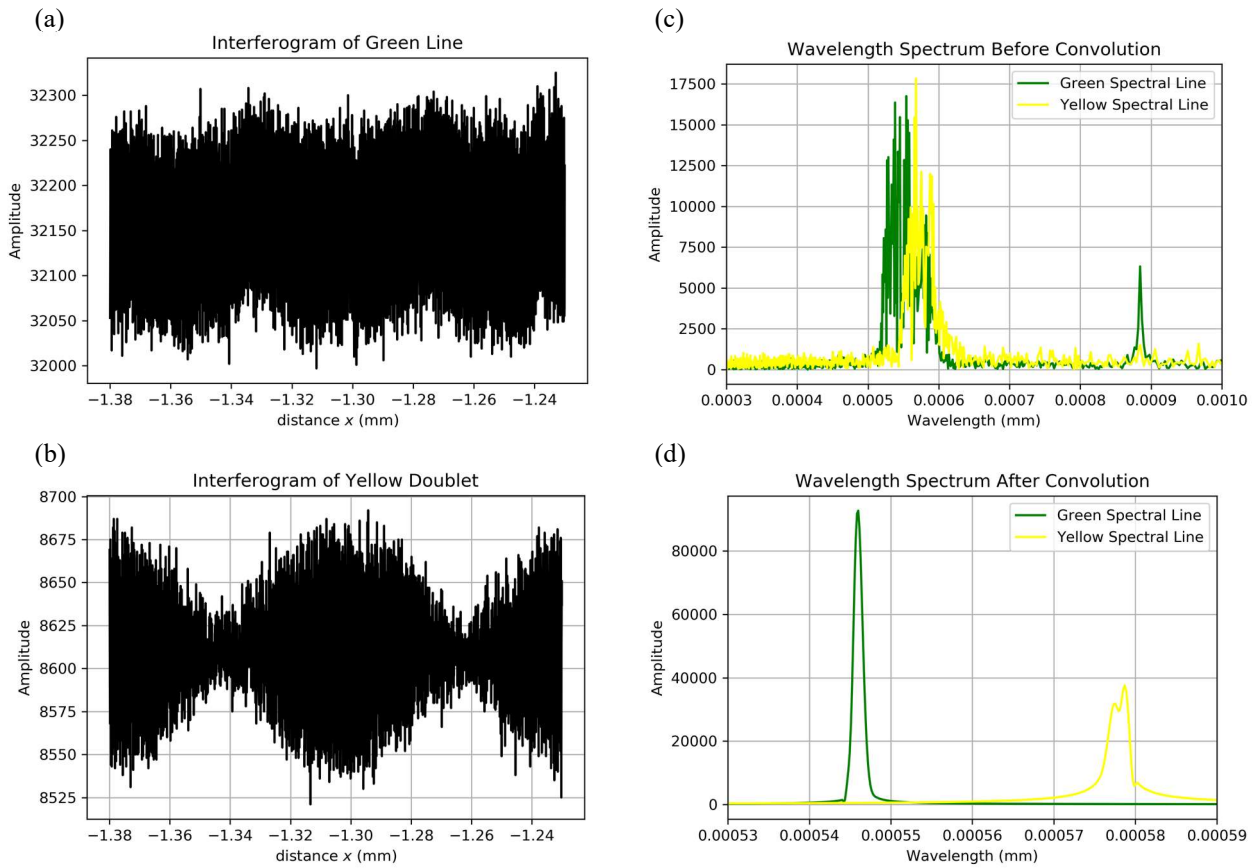 (a)
Interferogram of Green Line
Amplitude
32300
32250
32200
32150
32100
32050
32000
−1.38 −1.36 −1.34 −1.32 −1.30 −1.28 −1.26 −1.24
distance x (mm)
(c)
Wavelength Spectrum Before Convolution
Green Spectral Line
Yellow Spectral Line
Amplitude
17500
15000
12500
10000
7500
5000
2500
0
0.0003 0.0004 0.0005 0.0006 0.0007 0.0008 0.0009 0.0010
Wavelength (mm)
(b)
Interferogram of Yellow Doublet
Amplitude
8700
8675
8650
8625
8600
8575
8550
8525
−1.38 −1.36 −1.34 −1.32 −1.30 −1.28 −1.26 −1.24
distance x (mm)
(d)
Wavelength Spectrum After Convolution
Green Spectral Line
Yellow Spectral Line
Amplitude
80000
60000
40000
20000
0
0.00053 0.00054 0.00055 0.00056 0.00057 0.00058 0.00059
Wavelength (mm)